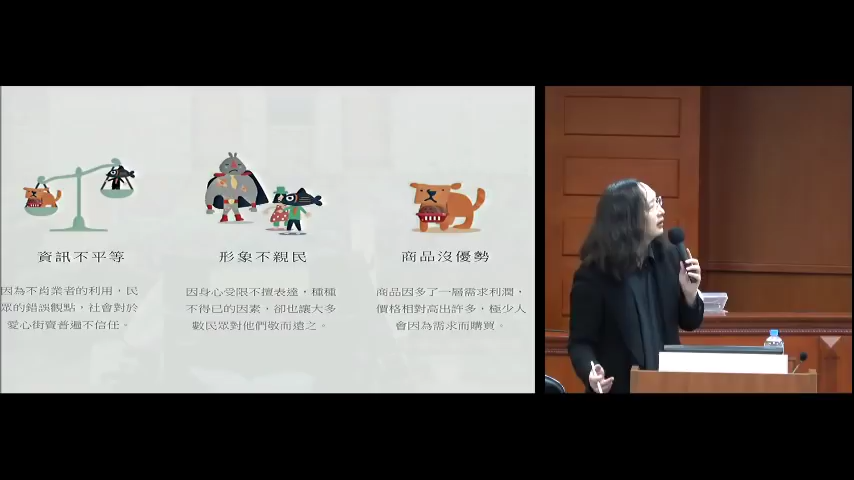 資訊不平等
因為不肖業者的利用，民
眾的錯誤觀點，社會對於
愛心街賣普遍不信任。
形象不親民
因身心受限不擅表達，種種
不得已的因素，卻也讓大多
數民眾對他們敬而遠之。
商品沒優勢
商品因多了一層需求利潤，
價格相對高出許多，極少人
會因為需求而購買。